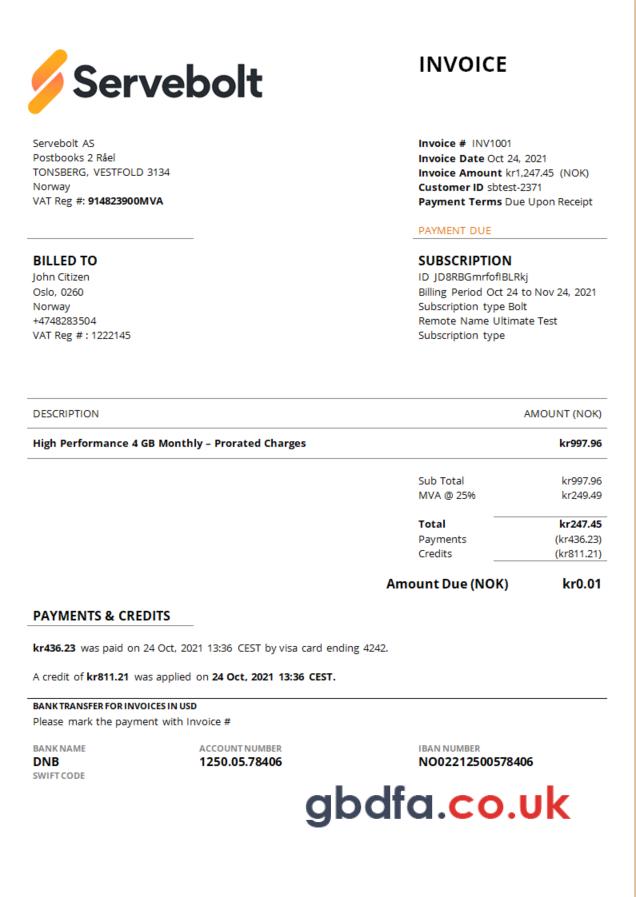 Servebolt
INVOICE
Servebolt AS
Postbooks 2 Råel
TONSBERG, VESTFOLD 3134
Norway
VAT Reg #: 914823900MVA
Invoice # INV1001
Invoice Date Oct 24, 2021
Invoice Amount kr1,247.45 (NOK)
Customer ID sbtest-2371
Payment Terms Due Upon Receipt
PAYMENT DUE
BILLED TO
John Citizen
Oslo, 0260
Norway
+4748283504
VAT Reg # : 1222145
SUBSCRIPTION
ID JD8RBGmrfofIBLRkj
Billing Period Oct 24 to Nov 24, 2021
Subscription type Bolt
Remote Name Ultimate Test
Subscription type
DESCRIPTION AMOUNT (NOK)
High Performance 4 GB Monthly – Prorated Charges kr997.96
Sub Total kr997.96
MVA @ 25% kr249.49
Total kr247.45
Payments (kr436.23)
Credits (kr811.21)
Amount Due (NOK) kr0.01
PAYMENTS & CREDITS
kr436.23 was paid on 24 Oct, 2021 13:36 CEST by visa card ending 4242.
A credit of kr811.21 was applied on 24 Oct, 2021 13:36 CEST.
BANK TRANSFER FOR INVOICES IN USD
Please mark the payment with Invoice #
BANK NAME ACCOUNT NUMBER IBAN NUMBER
DNB 1250.05.78406 NO02212500578406
SWIFT CODE
gbdfa.co.uk